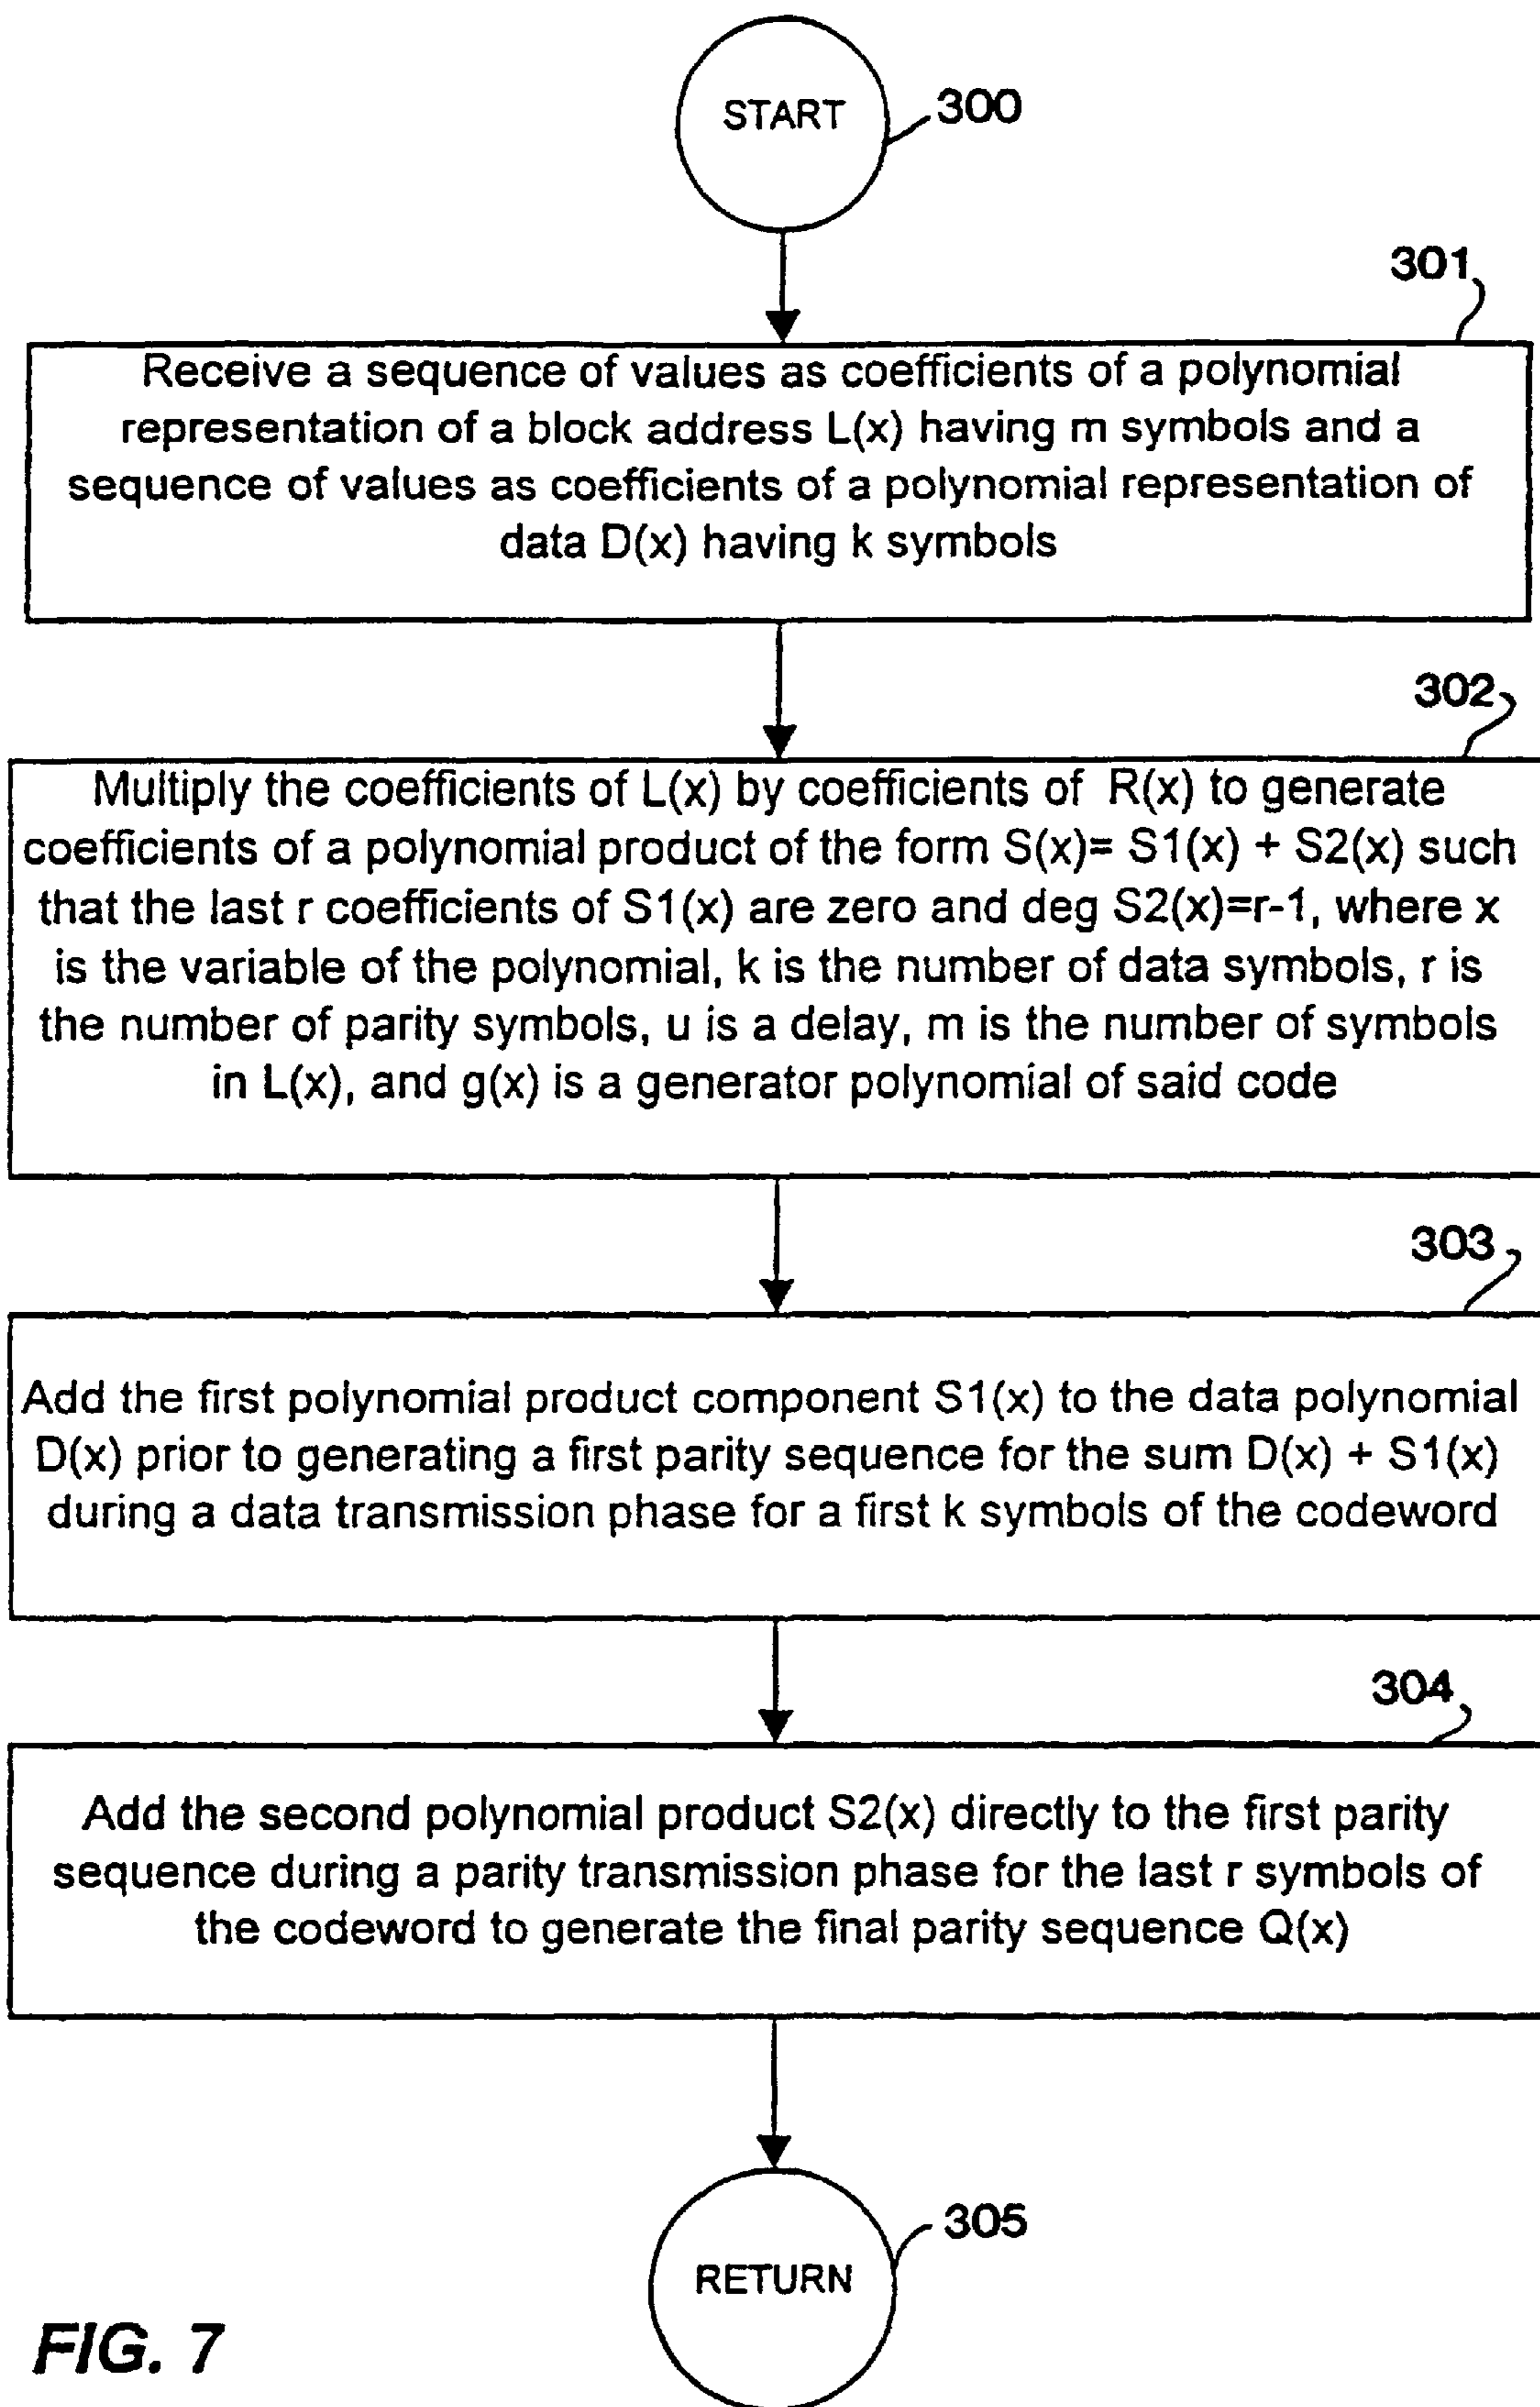 START
300
301
Receive a sequence of values as coefficients of a polynomial
representation of a block address L(x) having m symbols and a
sequence of values as coefficients of a polynomial representation of
data D(x) having k symbols
302
Multiply the coefficients of L(x) by coefficients of R(x) to generate
coefficients of a polynomial product of the form S(x)= S1(x) + S2(x) such
that the last r coefficients of S1(x) are zero and deg S2(x)=r-1, where x
is the variable of the polynomial, k is the number of data symbols, r is
the number of parity symbols, u is a delay, m is the number of symbols
in L(x), and g(x) is a generator polynomial of said code
303
Add the first polynomial product component S1(x) to the data polynomial
D(x) prior to generating a first parity sequence for the sum D(x) + S1(x)
during a data transmission phase for a first k symbols of the codeword
304
Add the second polynomial product S2(x) directly to the first parity
sequence during a parity transmission phase for the last r symbols of
the codeword to generate the final parity sequence Q(x)
305
RETURN
FIG. 7